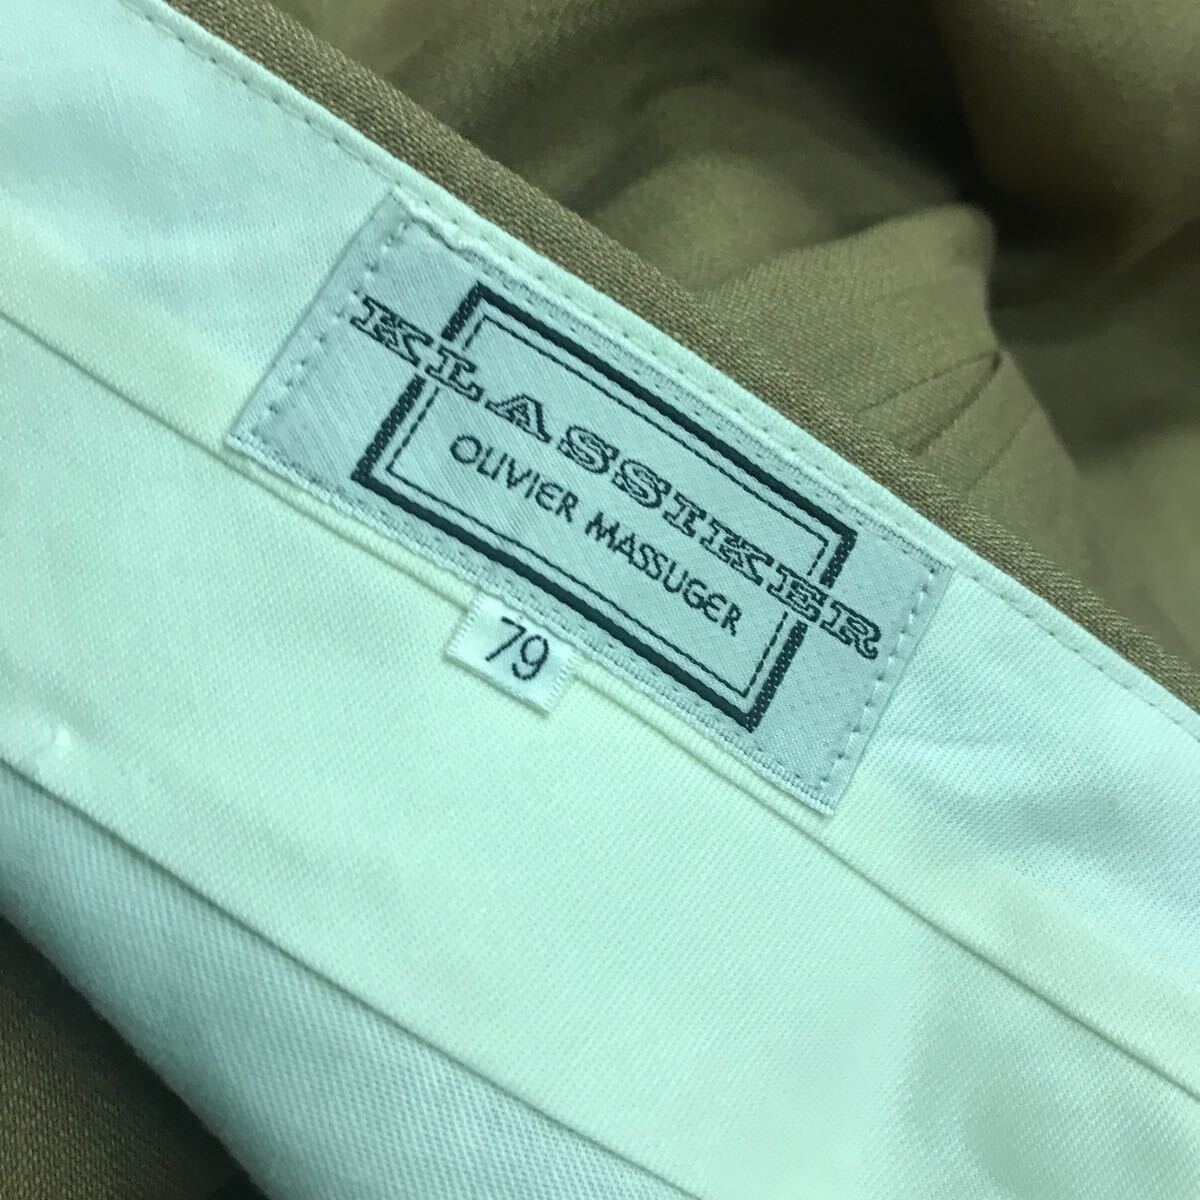 KLASSIKER
OLIVIER MASSUGER
79